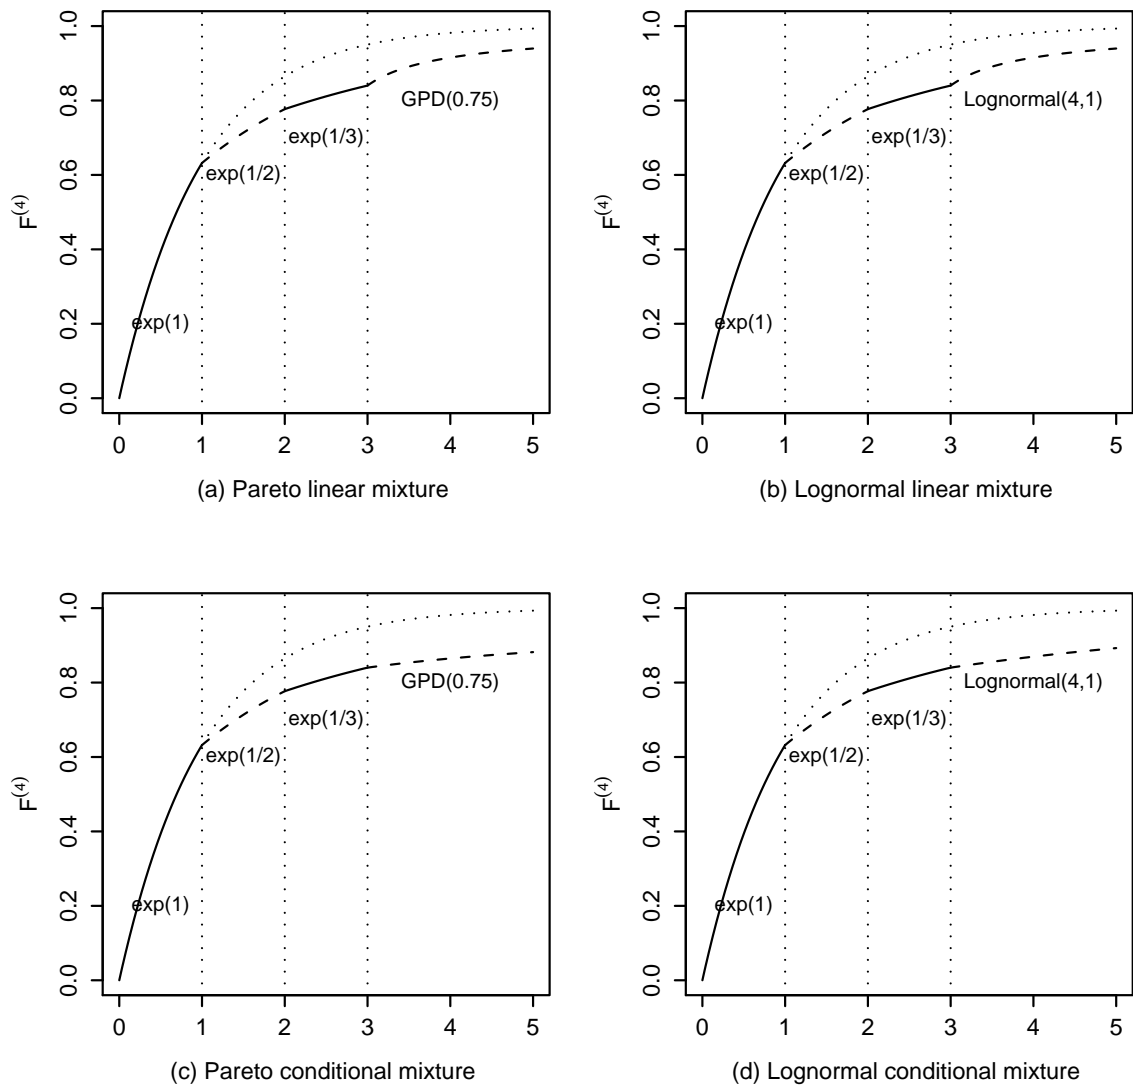 1.0
0.8
0.6
0.4
0.2
0.0
F(4)
GPD(0.75)
exp(1/3)
exp(1/2)
exp(1)
0 1 2 3 4 5
(a) Pareto linear mixture
1.0
0.8
0.6
0.4
0.2
0.0
F(4)
Lognormal(4,1)
exp(1/3)
exp(1/2)
exp(1)
0 1 2 3 4 5
(b) Lognormal linear mixture
1.0
0.8
0.6
0.4
0.2
0.0
F(4)
GPD(0.75)
exp(1/3)
exp(1/2)
exp(1)
0 1 2 3 4 5
(c) Pareto conditional mixture
1.0
0.8
0.6
0.4
0.2
0.0
F(4)
Lognormal(4,1)
exp(1/3)
exp(1/2)
exp(1)
0 1 2 3 4 5
(d) Lognormal conditional mixture